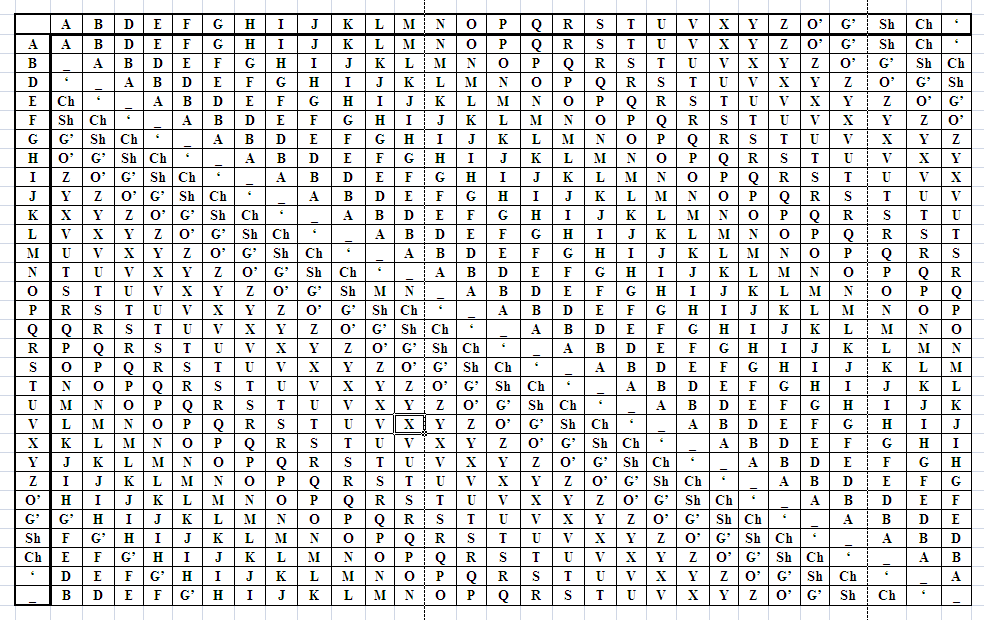 A B D E F G H I J K L M N O P Q R S T U V X Y Z O’ G’ Sh Ch ‘
A A B D E F G H I J K L M N O P Q R S T U V X Y Z O’ G’ Sh Ch ‘
B _ A B D E F G H I J K L M N O P Q R S T U V X Y Z O’ G’ Sh Ch
D ‘ _ A B D E F G H I J K L M N O P Q R S T U V X Y Z O’ G’ Sh
E Ch ‘ _ A B D E F G H I J K L M N O P Q R S T U V X Y Z O’ G’
F Sh Ch ‘ _ A B D E F G H I J K L M N O P Q R S T U V X Y Z O’
G G’ Sh Ch ‘ _ A B D E F G H I J K L M N O P Q R S T U V X Y Z
H O’ G’ Sh Ch ‘ _ A B D E F G H I J K L M N O P Q R S T U V X Y
I Z O’ G’ Sh Ch ‘ _ A B D E F G H I J K L M N O P Q R S T U V X
J Y Z O’ G’ Sh Ch ‘ _ A B D E F G H I J K L M N O P Q R S T U V
K X Y Z O’ G’ Sh Ch ‘ _ A B D E F G H I J K L M N O P Q R S T U
L V X Y Z O’ G’ Sh Ch ‘ _ A B D E F G H I J K L M N O P Q R S T
M U V X Y Z O’ G’ Sh Ch ‘ _ A B D E F G H I J K L M N O P Q R S
N T U V X Y Z O’ G’ Sh Ch ‘ _ A B D E F G H I J K L M N O P Q R
O S T U V X Y Z O’ G’ Sh M N _ A B D E F G H I J K L M N O P Q
P R S T U V X Y Z O’ G’ Sh Ch ‘ _ A B D E F G H I J K L M N O P
Q Q R S T U V X Y Z O’ G’ Sh Ch ‘ _ A B D E F G H I J K L M N O
R P Q R S T U V X Y Z O’ G’ Sh Ch ‘ _ A B D E F G H I J K L M N
S O P Q R S T U V X Y Z O’ G’ Sh Ch ‘ _ A B D E F G H I J K L M
T N O P Q R S T U V X Y Z O’ G’ Sh Ch ‘ _ A B D E F G H I J K L
U M N O P Q R S T U V X Y Z O’ G’ Sh Ch ‘ _ A B D E F G H I J K
V L M N O P Q R S T U V X Y Z O’ G’ Sh Ch ‘ _ A B D E F G H I J
X K L M N O P Q R S T U V X Y Z O’ G’ Sh Ch ‘ _ A B D E F G H I
Y J K L M N O P Q R S T U V X Y Z O’ G’ Sh Ch ‘ _ A B D E F G H
Z I J K L M N O P Q R S T U V X Y Z O’ G’ Sh Ch ‘ _ A B D E F G
O’ H I J K L M N O P Q R S T U V X Y Z O’ G’ Sh Ch ‘ _ A B D E F
G’ G’ H I J K L M N O P Q R S T U V X Y Z O’ G’ Sh Ch ‘ _ A B D E
Sh F G’ H I J K L M N O P Q R S T U V X Y Z O’ G’ Sh Ch ‘ _ A B D
Ch E F G’ H I J K L M N O P Q R S T U V X Y Z O’ G’ Sh Ch ‘ _ A B
‘ D E F G’ H I J K L M N O P Q R S T U V X Y Z O’ G’ Sh Ch ‘ _ A
_ B D E F G’ H I J K L M N O P Q R S T U V X Y Z O’ G’ Sh Ch ‘ _